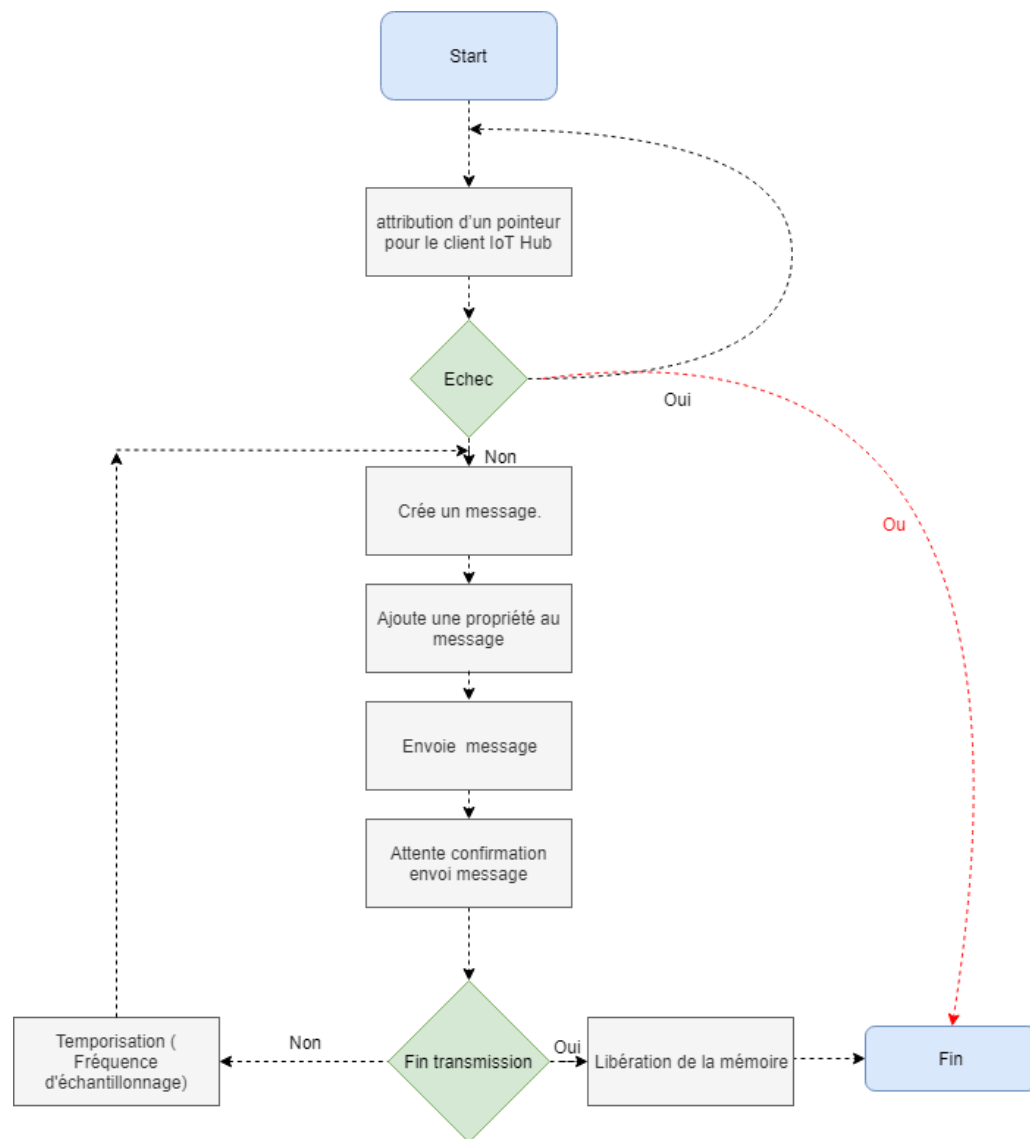 Start
attribution d'un pointeur
pour le client IoT Hub
Echec
Oui
Non
Ou
Crée un message.
Ajoute une propriété au
message
Envoie  message
Attente confirmation
envoi message
Temporisation (
Fréquence
d'échantillonnage)
Non
Fin transmission
Oui
Libération de la mémoire
Fin